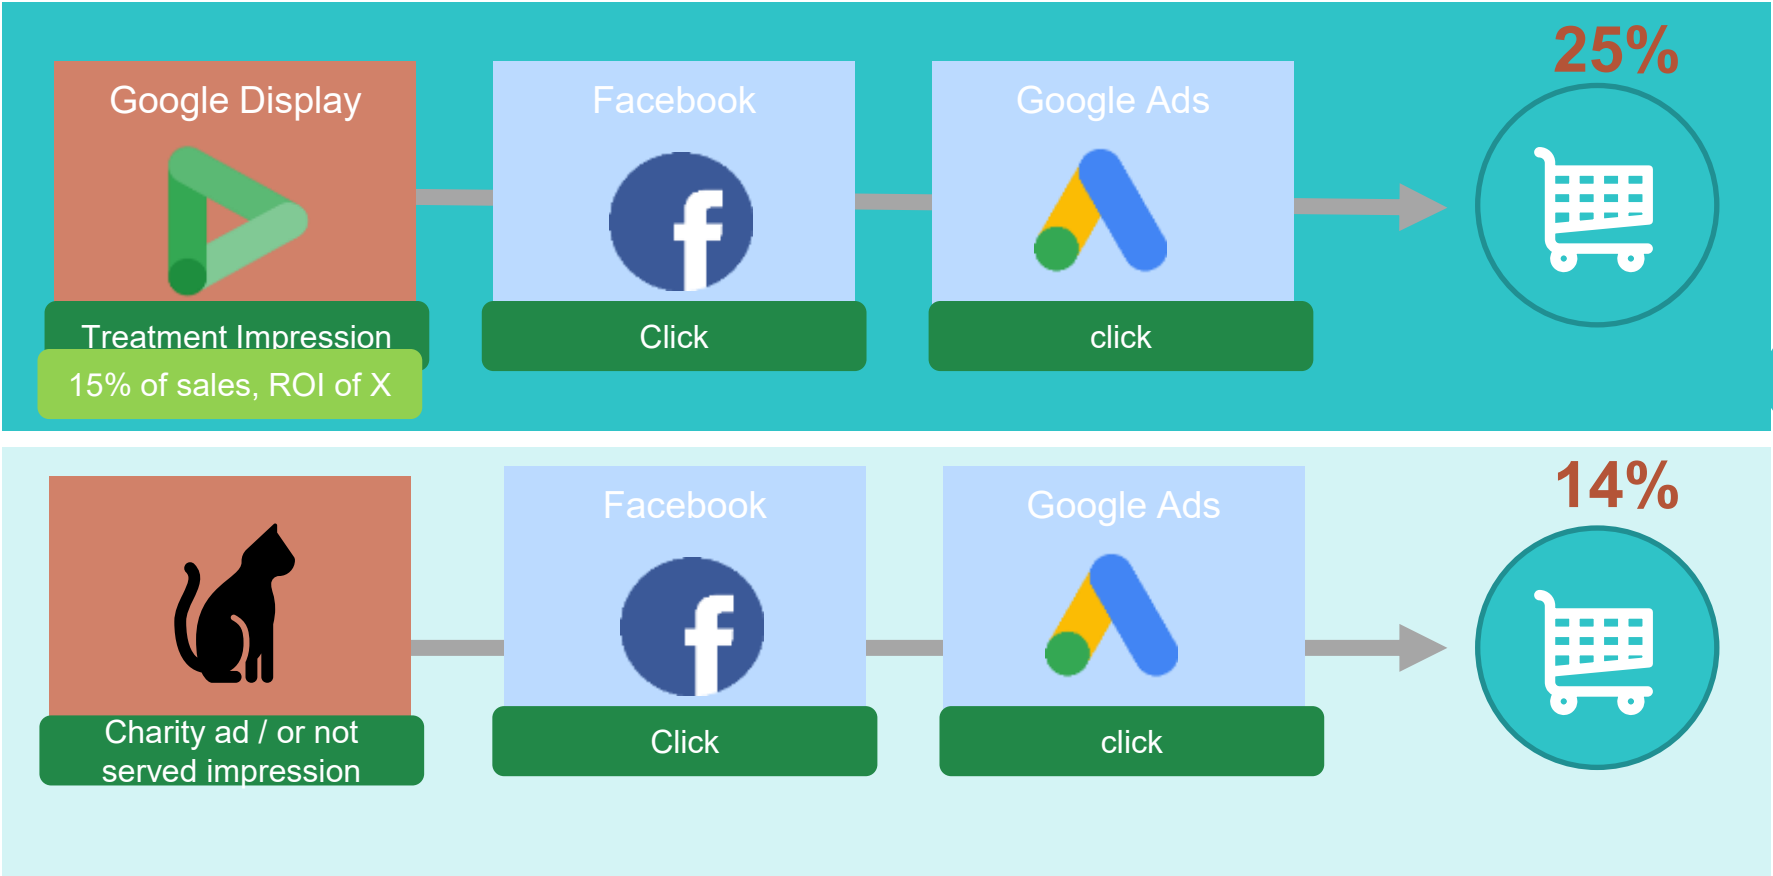 25%
Google Display
Facebook
Google Ads
Treatment Impression
Click
click
15% of sales, ROI of X
14%
Facebook
Google Ads
Charity ad / or not
served impression
Click
click